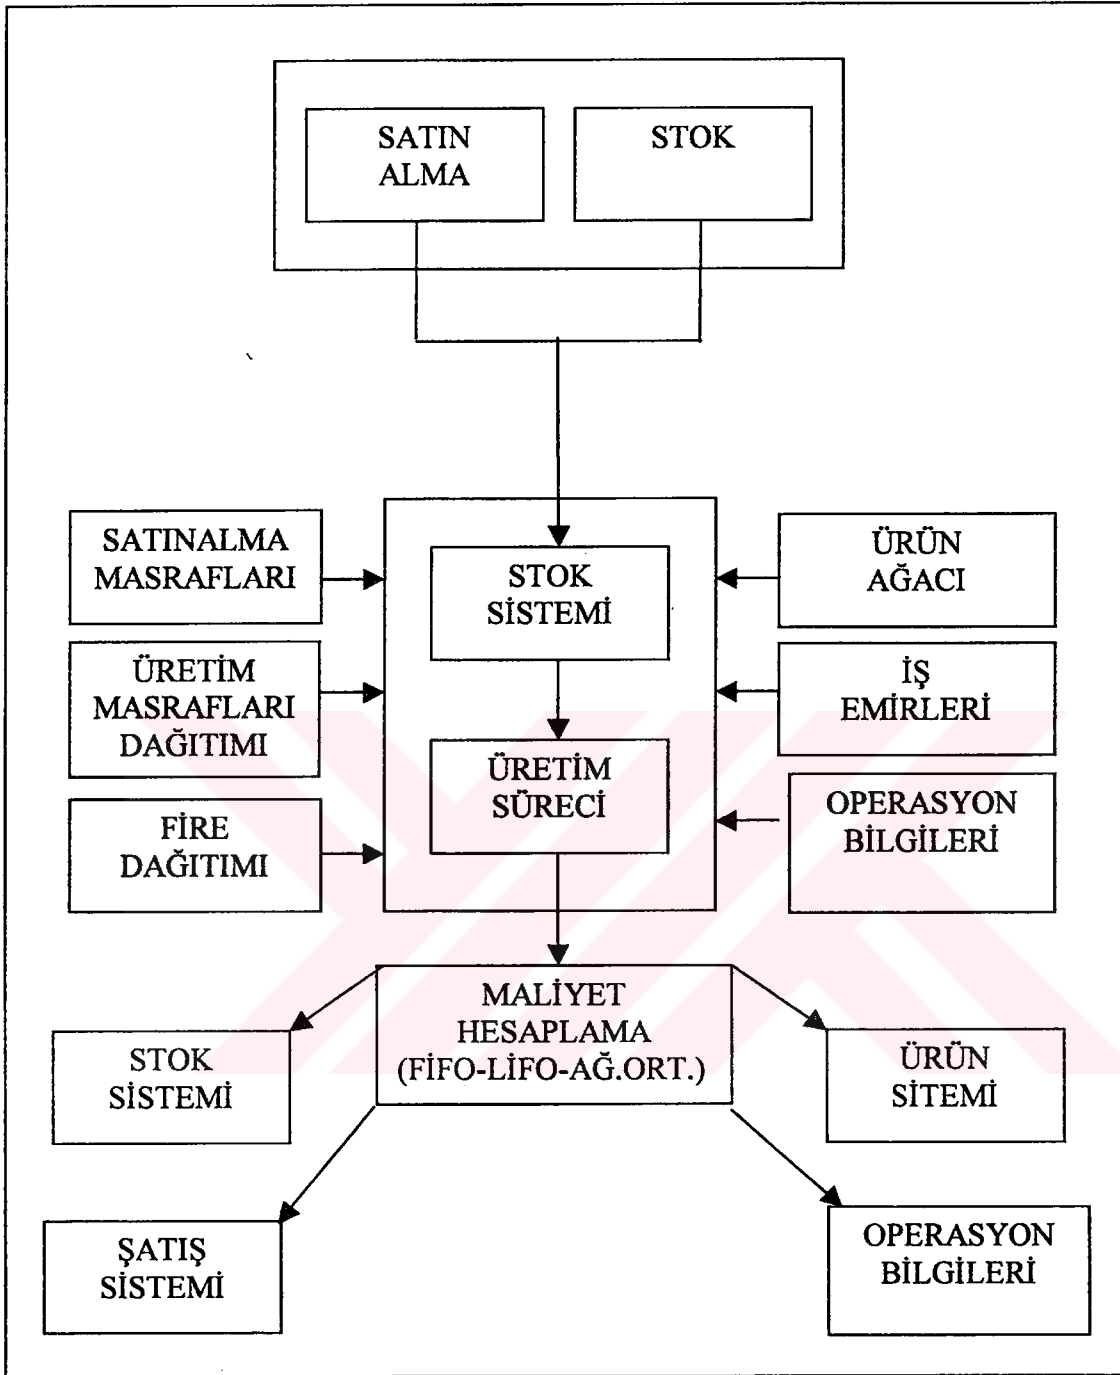 SATIN
ALMA
STOK
SATINALMA
MASRAFLARI
STOK
SİSTEMİ
ÜRÜN
AĞACI
ÜRETİM
MASRAFLARI
DAĞITIMI
İŞ
EMİRLERİ
ÜRETİM
SÜRECİ
FİRE
DAĞITIMI
OPERASYON
BİLGİLERİ
MALİYET
HESAPLAMA
(FİFO-LİFO-AĞ.ORT.)
STOK
SİSTEMİ
ÜRÜN
SİTEMİ
ŞATIŞ
SİSTEMİ
OPERASYON
BİLGİLERİ